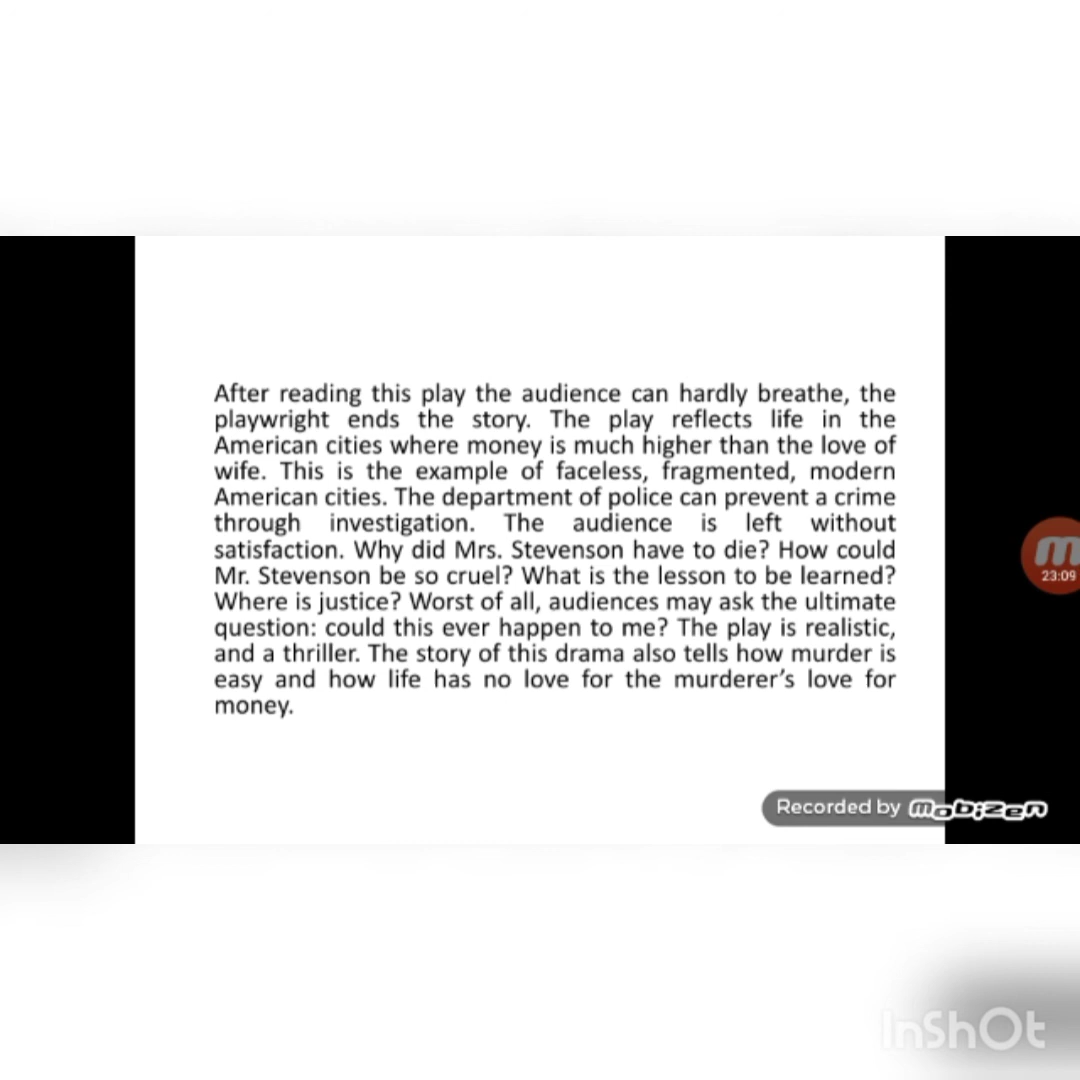 After reading this play the audience can hardly breathe, the
playwright ends the story. The play reflects life in the
American cities where money is much higher than the love of
wife. This is the example of faceless, fragmented, modern
American cities. The department of police can prevent a crime
through investigation. The audience is left without
satisfaction. Why did Mrs. Stevenson have to die? How could
Mr. Stevenson be so cruel? What is the lesson to be learned?
Where is justice? Worst of all, audiences may ask the ultimate
question: could this ever happen to me? The play is realistic,
and a thriller. The story of this drama also tells how murder is
easy and how life has no love for the murderer’s love for
money.
m
23:09
Recorded by mobizen
InShOt